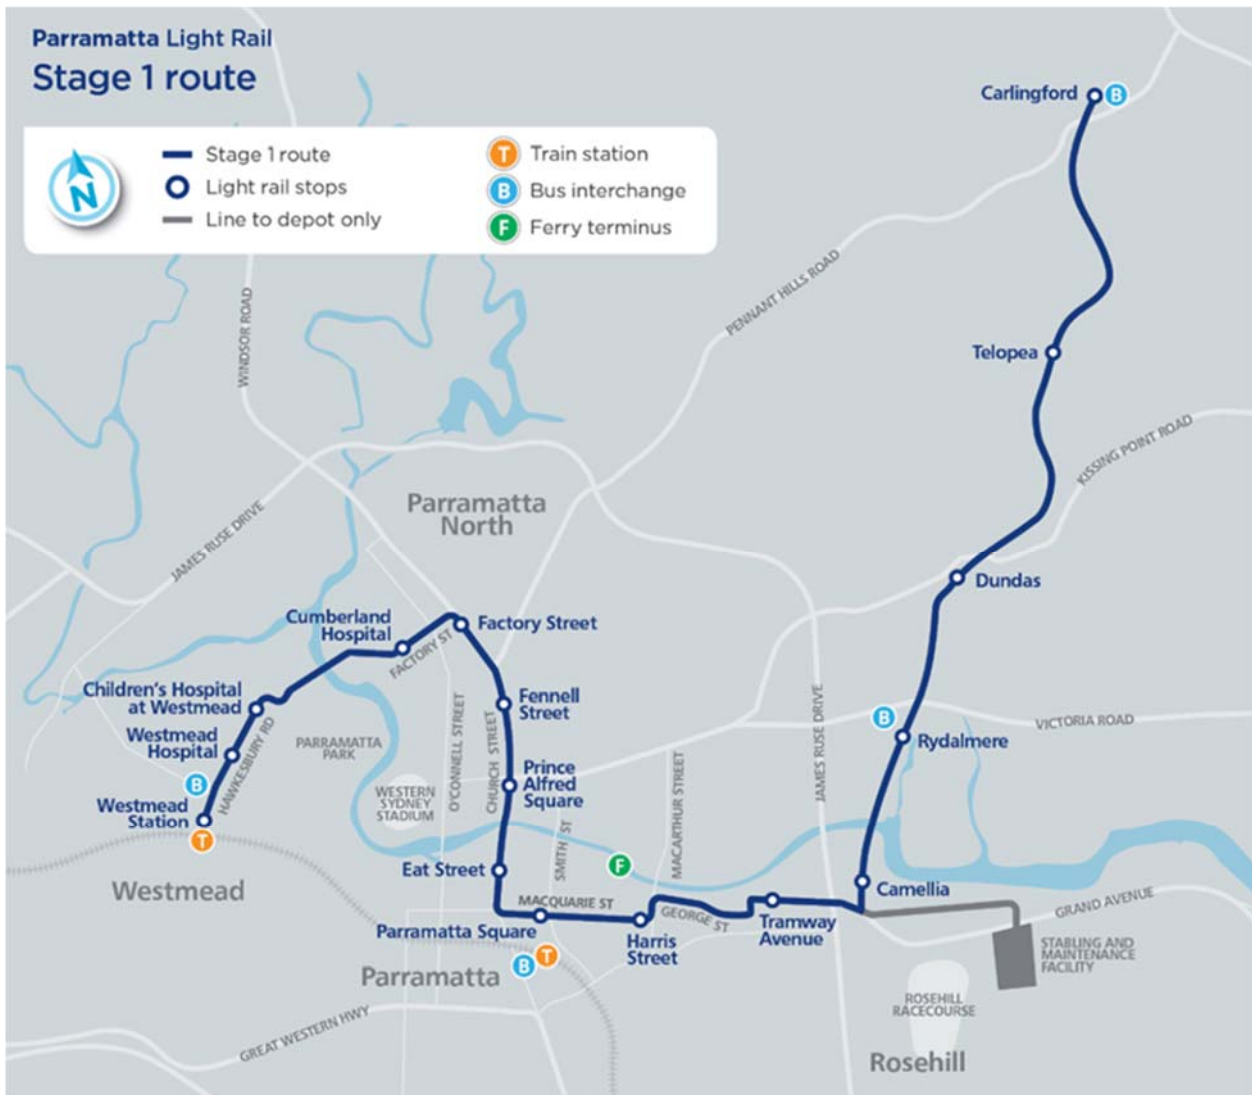 Parramatta Light Rail
Stage 1 route
N
Stage 1 route
Light rail stops
Line to depot only
T Train station
B Bus interchange
F Ferry terminus
Carlingford B
WINDSOR ROAD
PENNANT HILLS ROAD
Telopea
KISSING POINT ROAD
JAMES RUSE DRIVE
Parramatta
North
Dundas
Cumberland
Hospital
Factory Street
FACTORY ST
Children's Hospital
at Westmead
Fennell
Street
Westmead
Hospital
HAWKESBURY RD
PARRAMATTA
PARK
O'CONNELL STREET
CHURCH STREET
JAMES RUSE DRIVE
B
VICTORIA ROAD
Rydalmere
B
Prince
Alfred
Square
MACARTHUR STREET
WESTERN
SYDNEY
STADIUM
Westmead
Station
T
SMITH ST
F
Eat Street
Westmead
Camellia
MACQUARIE ST
GEORGE ST
GRAND AVENUE
Parramatta Square
Harris
Street
Tramway
Avenue
STABLING AND
MAINTENANCE
FACILITY
B T
Parramatta
ROSEHILL
RACECOURSE
GREAT WESTERN HWY
Rosehill